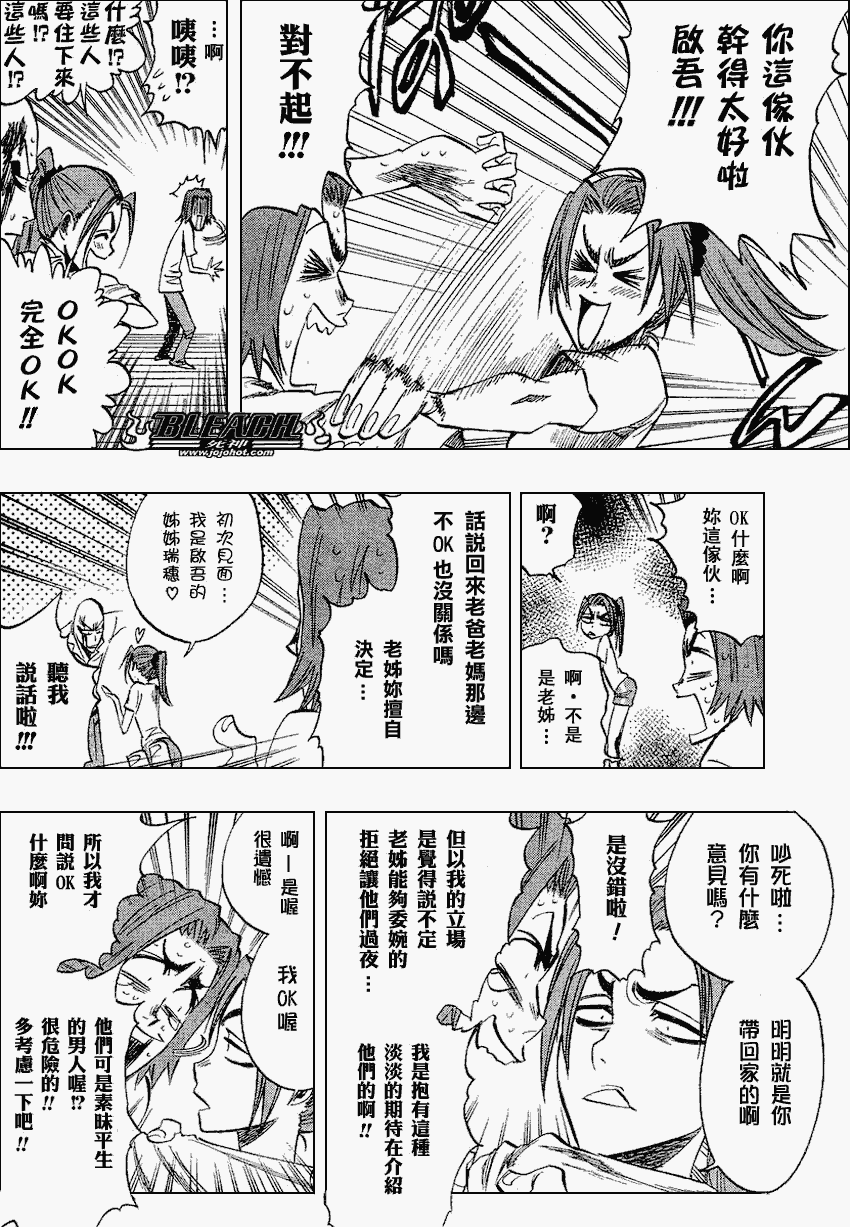 你這傢伙
幹得太好啦
啟吾!!!
對不起!!!
…啊
咦咦!?
什麼!?
這些人
要住下來
嗎!?
這些人!?
OKOK
完全OK!!
BLEACH
死神
www.jojohot.com
OK什麼啊
妳這傢伙…
啊?
啊·不是
是老姊…
話說回來老爸老媽那邊
不OK也沒關係嗎
老姊妳擅自
決定…
初次見面…
我是啟吾的
姊姊瑞穗♡
聽我
說話啦!!!
吵死啦…
你有什麼
意見嗎?
明明就是你
帶回家的啊
是沒錯啦!
但以我的立場
是覺得說不定
老姊能夠委婉的
拒絕讓他們過夜…
我是抱有這種
淡淡的期待在介紹
他們的啊!!
啊ー是喔
很遺憾
我OK喔
所以我才
問說OK
什麼啊妳
他們可是素昧平生
的男人喔!?
很危險的!!
多考慮一下吧!!